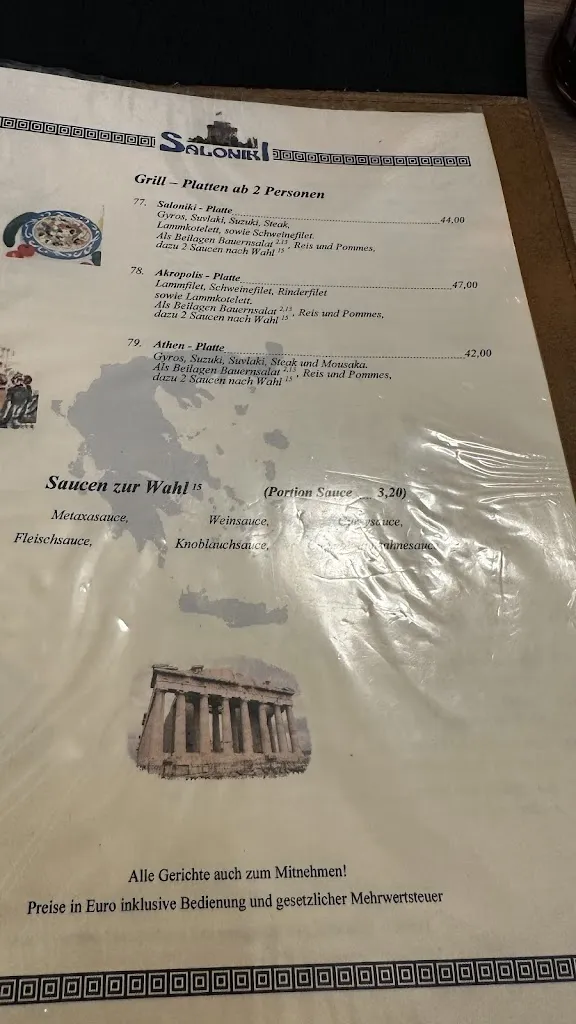 SALONIKI
Grill – Platten ab 2 Personen
77. Saloniki - Platte 44,00
Gyros, Suvlaki, Suzuki, Steak,
Lammkotelett, sowie Schweinefilet.
Als Beilagen Bauernsalat 2,15, Reis und Pommes,
dazu 2 Saucen nach Wahl 15
78. Akropolis - Platte 47,00
Lammfilet, Schweinefilet, Rinderfilet
sowie Lammkotelett.
Als Beilagen Bauernsalat 2,15, Reis und Pommes,
dazu 2 Saucen nach Wahl 15
79. Athen - Platte 42,00
Gyros, Suzuki, Suvlaki, Steak und Mousaka.
Als Beilagen Bauernsalat 2,15, Reis und Pommes,
dazu 2 Saucen nach Wahl 15
Saucen zur Wahl 15 (Portion Sauce .... 3,20)
Metaxasauce, Weinsauce,
Fleischsauce, Knoblauchsauce,
Alle Gerichte auch zum Mitnehmen!
Preise in Euro inklusive Bedienung und gesetzlicher Mehrwertsteuer